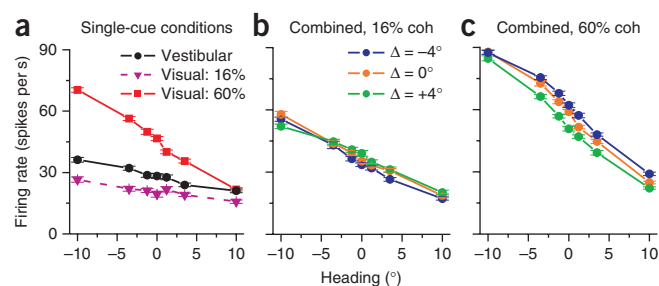 a Single-cue conditions
b Combined, 16% coh
c Combined, 60% coh
Firing rate (spikes per s)
90
60
30
0
Vestibular
Visual: 16%
Visual: 60%
Δ = −4°
Δ = 0°
Δ = +4°
−10 −5 0 5 10
−10 −5 0 5 10
−10 −5 0 5 10
Heading (°)